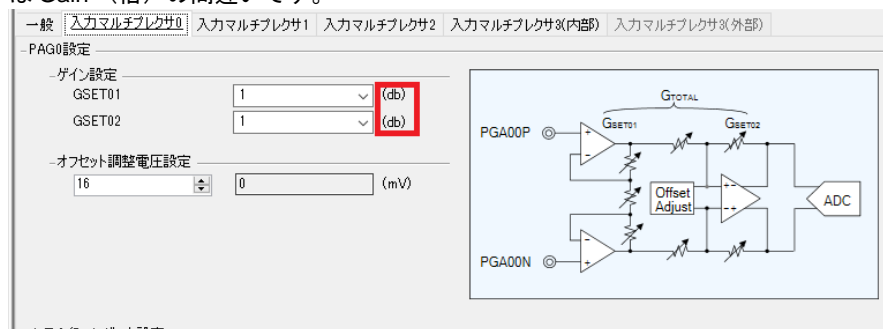 は Gain （倍）の間違いです。
一般 入力マルチプレクサ0 入力マルチプレクサ1 入力マルチプレクサ2 入力マルチプレクサ3(内部) 入力マルチプレクサ3(外部)
PAG0設定
ゲイン設定
GSET01 1 (db)
GSET02 1 (db)
オフセット調整電圧設定
16 0 (mV)
GTOTAL
PGA00P GSET01 GSET02
Offset
Adjust
ADC
PGA00N